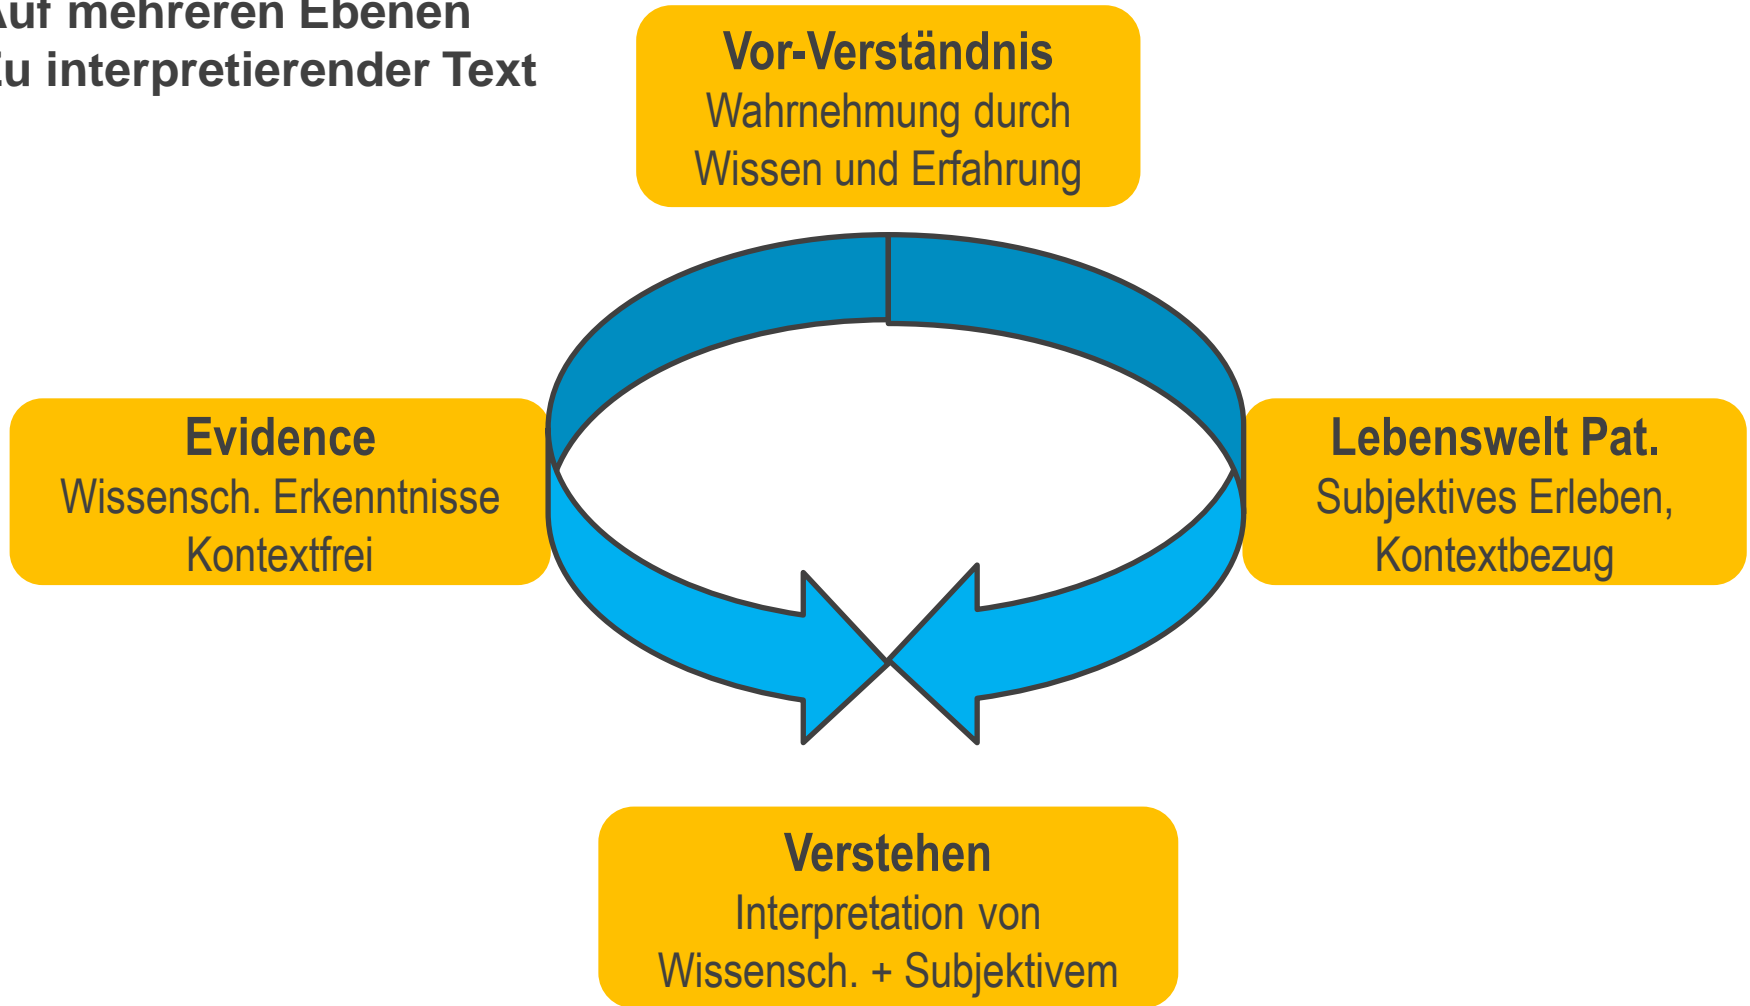 Auf mehreren Ebenen
Zu interpretierender Text
Vor-Verständnis
Wahrnehmung durch
Wissen und Erfahrung
Evidence
Wissensch. Erkenntnisse
Kontextfrei
Lebenswelt Pat.
Subjektives Erleben,
Kontextbezug
Verstehen
Interpretation von
Wissensch. + Subjektivem